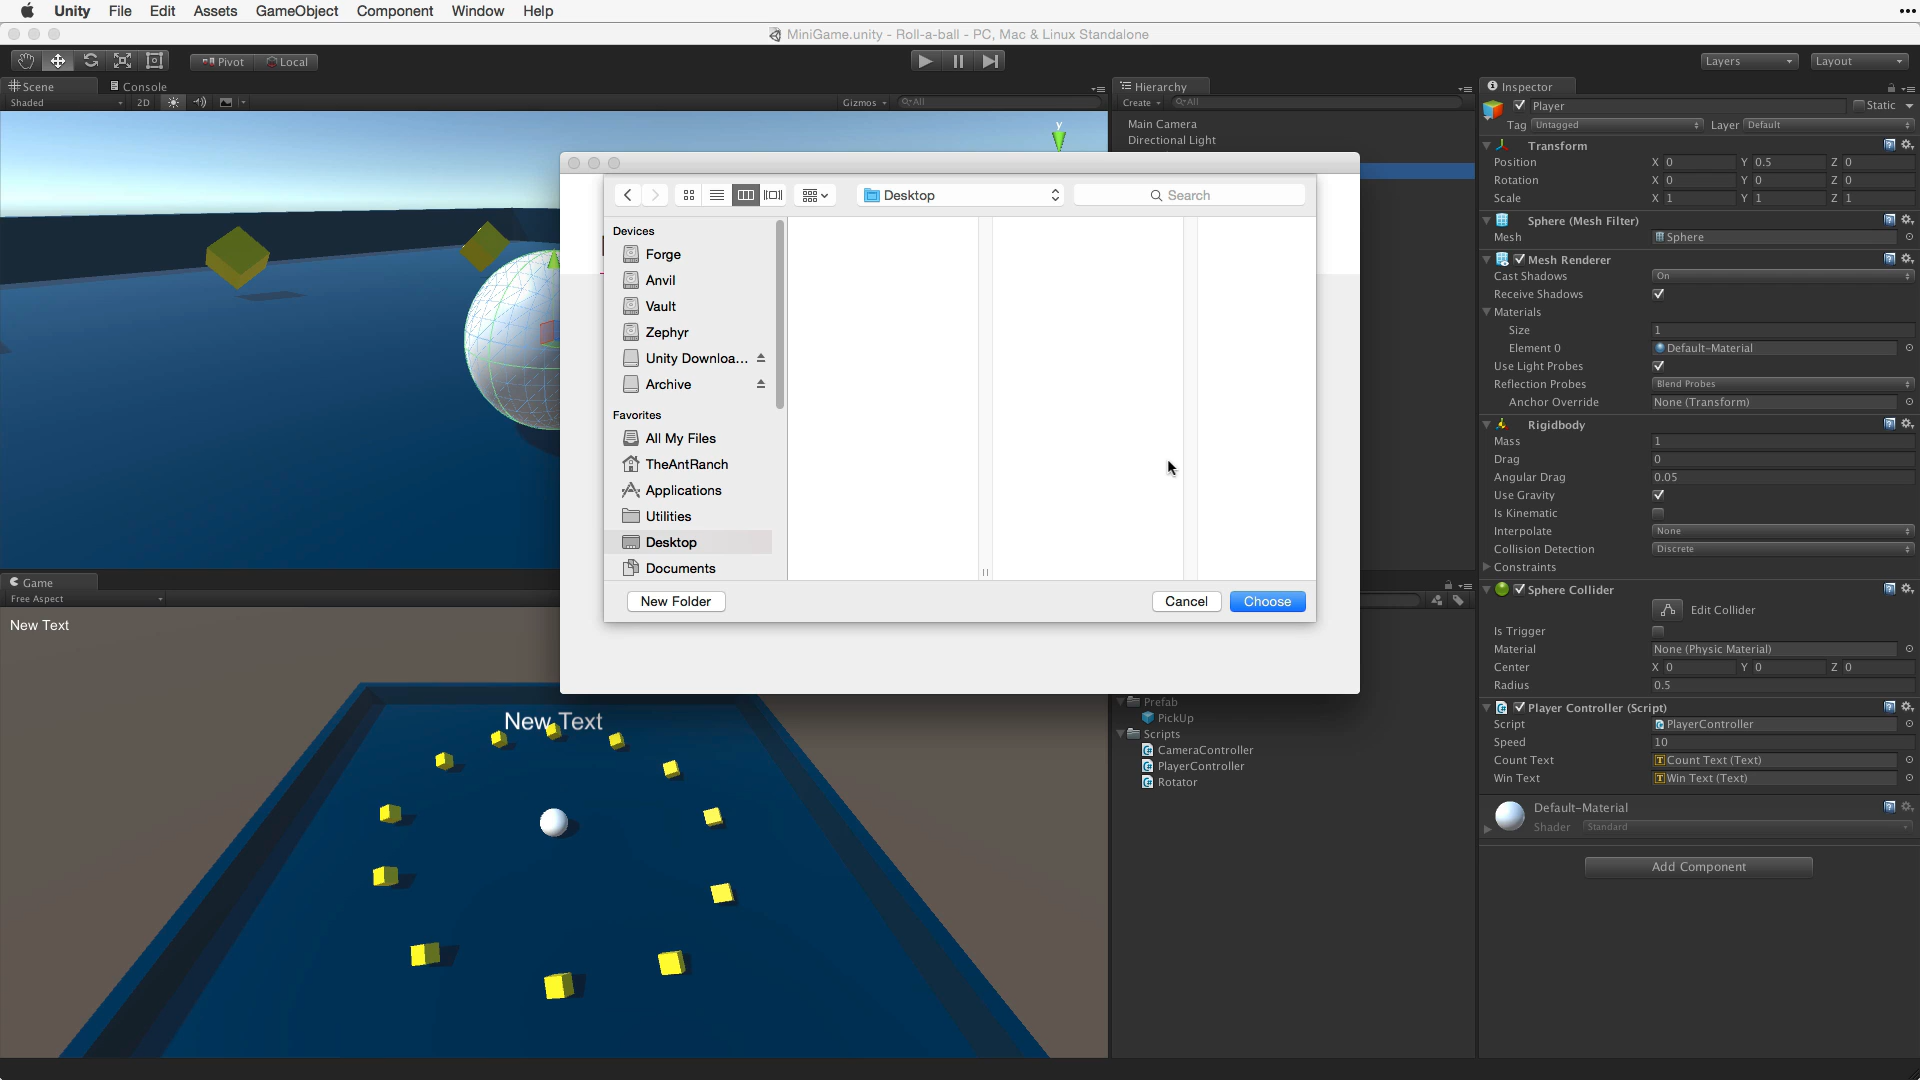 Unity File Edit Assets GameObject Component Window Help
MiniGame.unity - Roll-a-ball - PC, Mac & Linux Standalone
Pivot Local Layers Layout
Scene Console
Shaded 2D Gizmos All
Hierarchy
Create All
Main Camera
Directional Light
Desktop Search
Devices
Forge
Anvil
Vault
Zephyr
Unity Downloa...
Archive
Favorites
All My Files
TheAntRanch
Applications
Utilities
Desktop
Documents
New Folder Cancel Choose
Game
Free Aspect
New Text
New Text
Prefab
PickUp
Scripts
CameraController
PlayerController
Rotator
Inspector
Player Static
Tag Untagged Layer Default
Transform
Position X 0 Y 0.5 Z 0
Rotation X 0 Y 0 Z 0
Scale X 1 Y 1 Z 1
Sphere (Mesh Filter)
Mesh Sphere
Mesh Renderer
Cast Shadows On
Receive Shadows
Materials
Size 1
Element 0 Default-Material
Use Light Probes
Reflection Probes Blend Probes
Anchor Override None (Transform)
Rigidbody
Mass 1
Drag 0
Angular Drag 0.05
Use Gravity
Is Kinematic
Interpolate None
Collision Detection Discrete
Constraints
Sphere Collider
Edit Collider
Is Trigger
Material None (Physic Material)
Center X 0 Y 0 Z 0
Radius 0.5
Player Controller (Script)
Script PlayerController
Speed 10
Count Text Count Text (Text)
Win Text Win Text (Text)
Default-Material
Shader Standard
Add Component
y